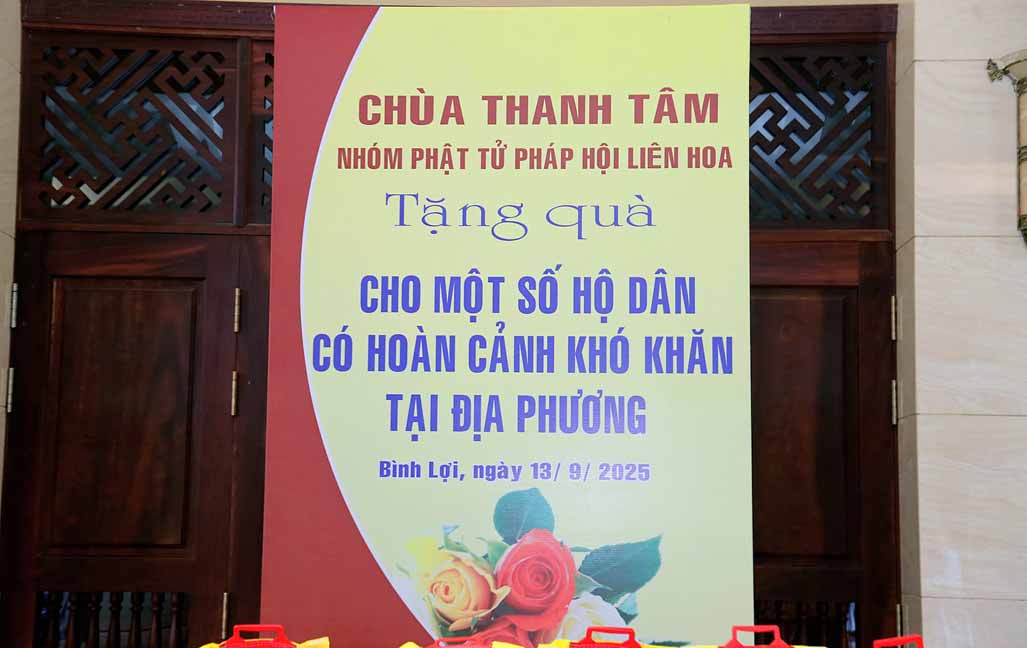 CHÙA THANH TÂM
NHÓM PHẬT TỬ PHÁP HỘI LIÊN HOA
Tặng quà
CHO MỘT SỐ HỘ DÂN
CÓ HOÀN CẢNH KHÓ KHĂN
TẠI ĐỊA PHƯƠNG
Bình Lợi, ngày 13/ 9/ 2025